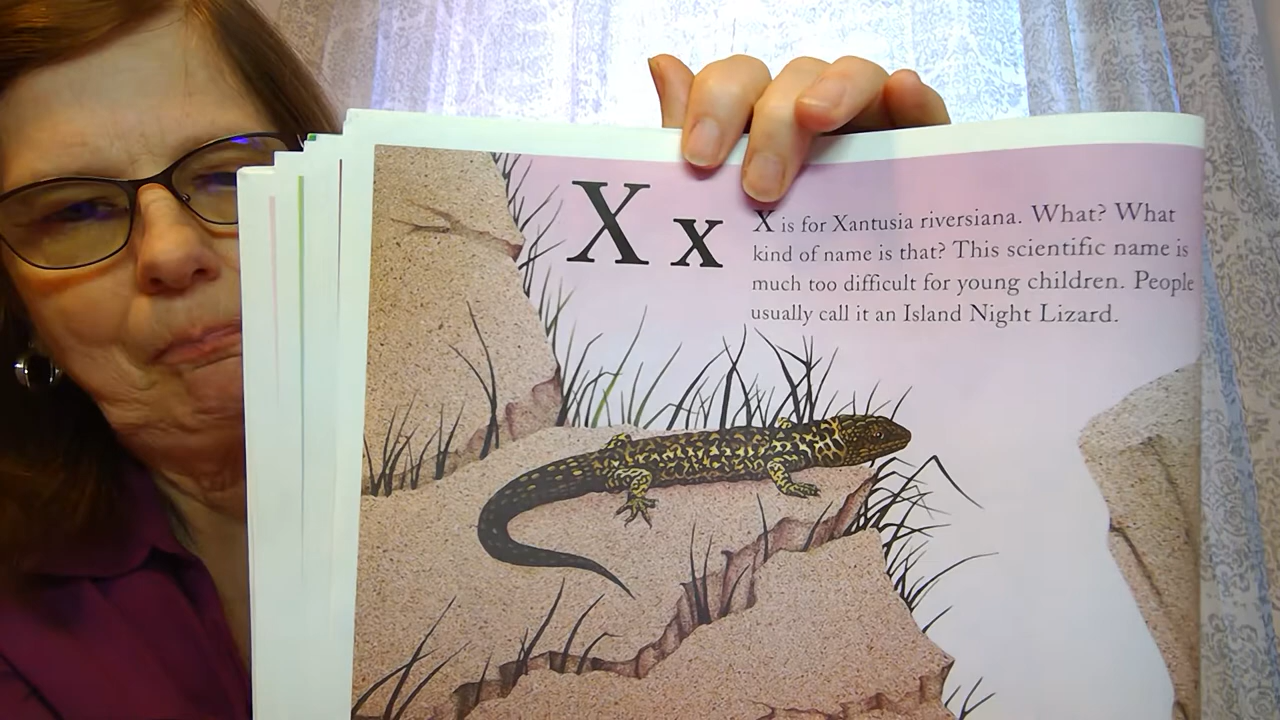 X x
X is for Xantusia riversiana. What? What
kind of name is that? This scientific name is
much too difficult for young children. People
usually call it an Island Night Lizard.